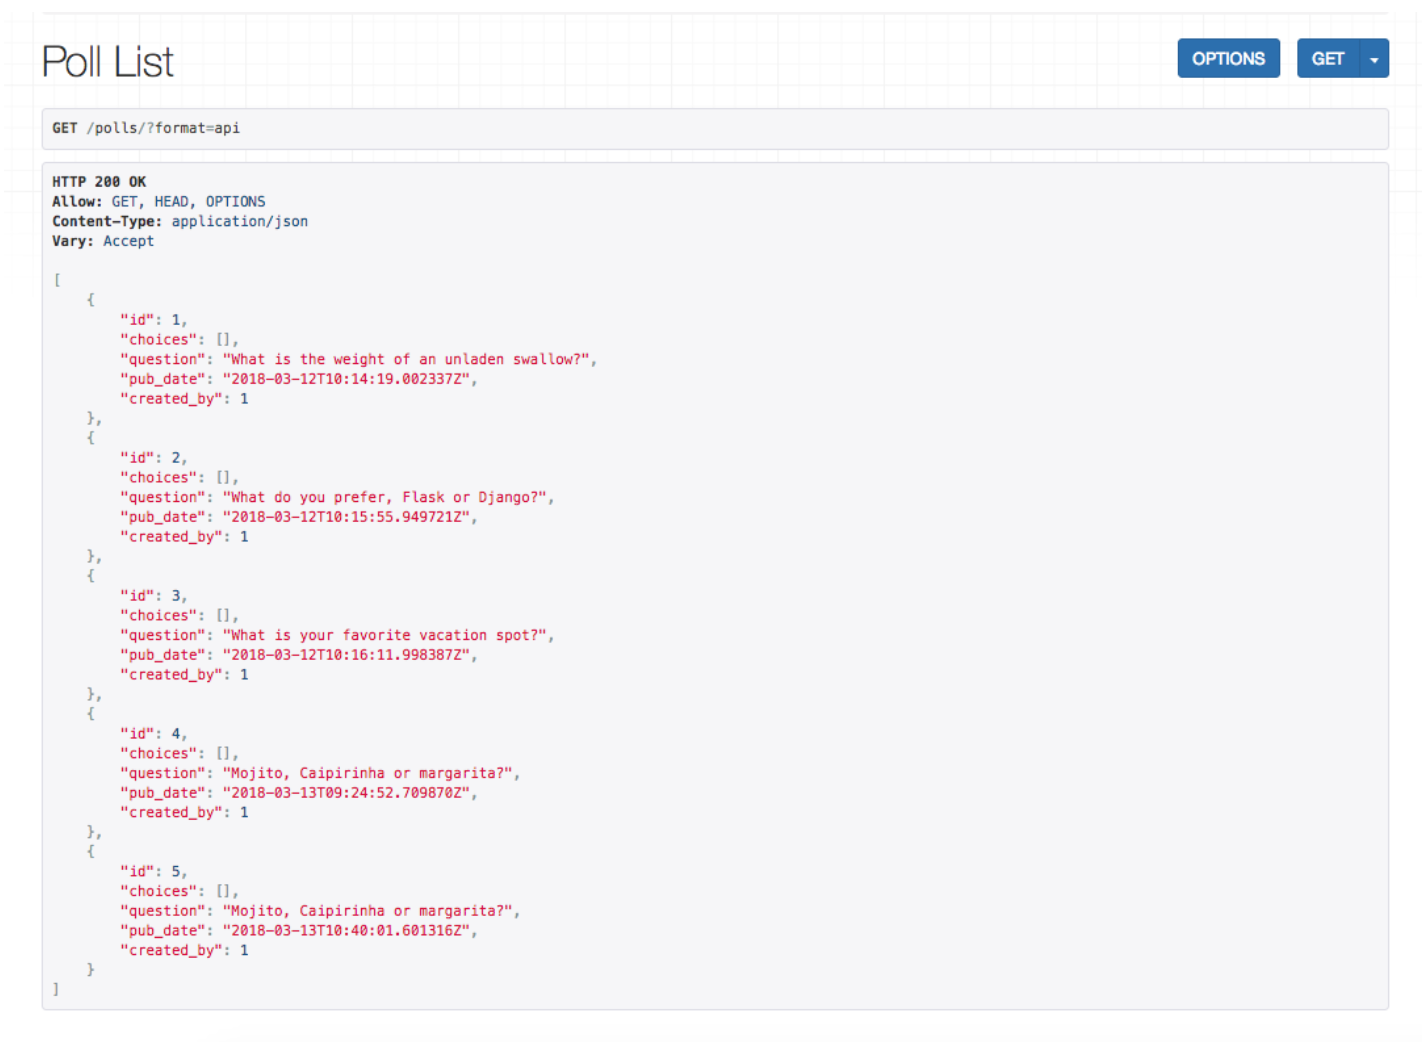 Poll List
OPTIONS
GET
GET /polls/?format=api
HTTP 200 OK
Allow: GET, HEAD, OPTIONS
Content-Type: application/json
Vary: Accept
[
    {
        "id": 1,
        "choices": [],
        "question": "What is the weight of an unladen swallow?",
        "pub_date": "2018-03-12T10:14:19.002337Z",
        "created_by": 1
    },
    {
        "id": 2,
        "choices": [],
        "question": "What do you prefer, Flask or Django?",
        "pub_date": "2018-03-12T10:15:55.949721Z",
        "created_by": 1
    },
    {
        "id": 3,
        "choices": [],
        "question": "What is your favorite vacation spot?",
        "pub_date": "2018-03-12T10:16:11.998387Z",
        "created_by": 1
    },
    {
        "id": 4,
        "choices": [],
        "question": "Mojito, Caipirinha or margarita?",
        "pub_date": "2018-03-13T09:24:52.709870Z",
        "created_by": 1
    },
    {
        "id": 5,
        "choices": [],
        "question": "Mojito, Caipirinha or margarita?",
        "pub_date": "2018-03-13T10:40:01.601316Z",
        "created_by": 1
    }
]